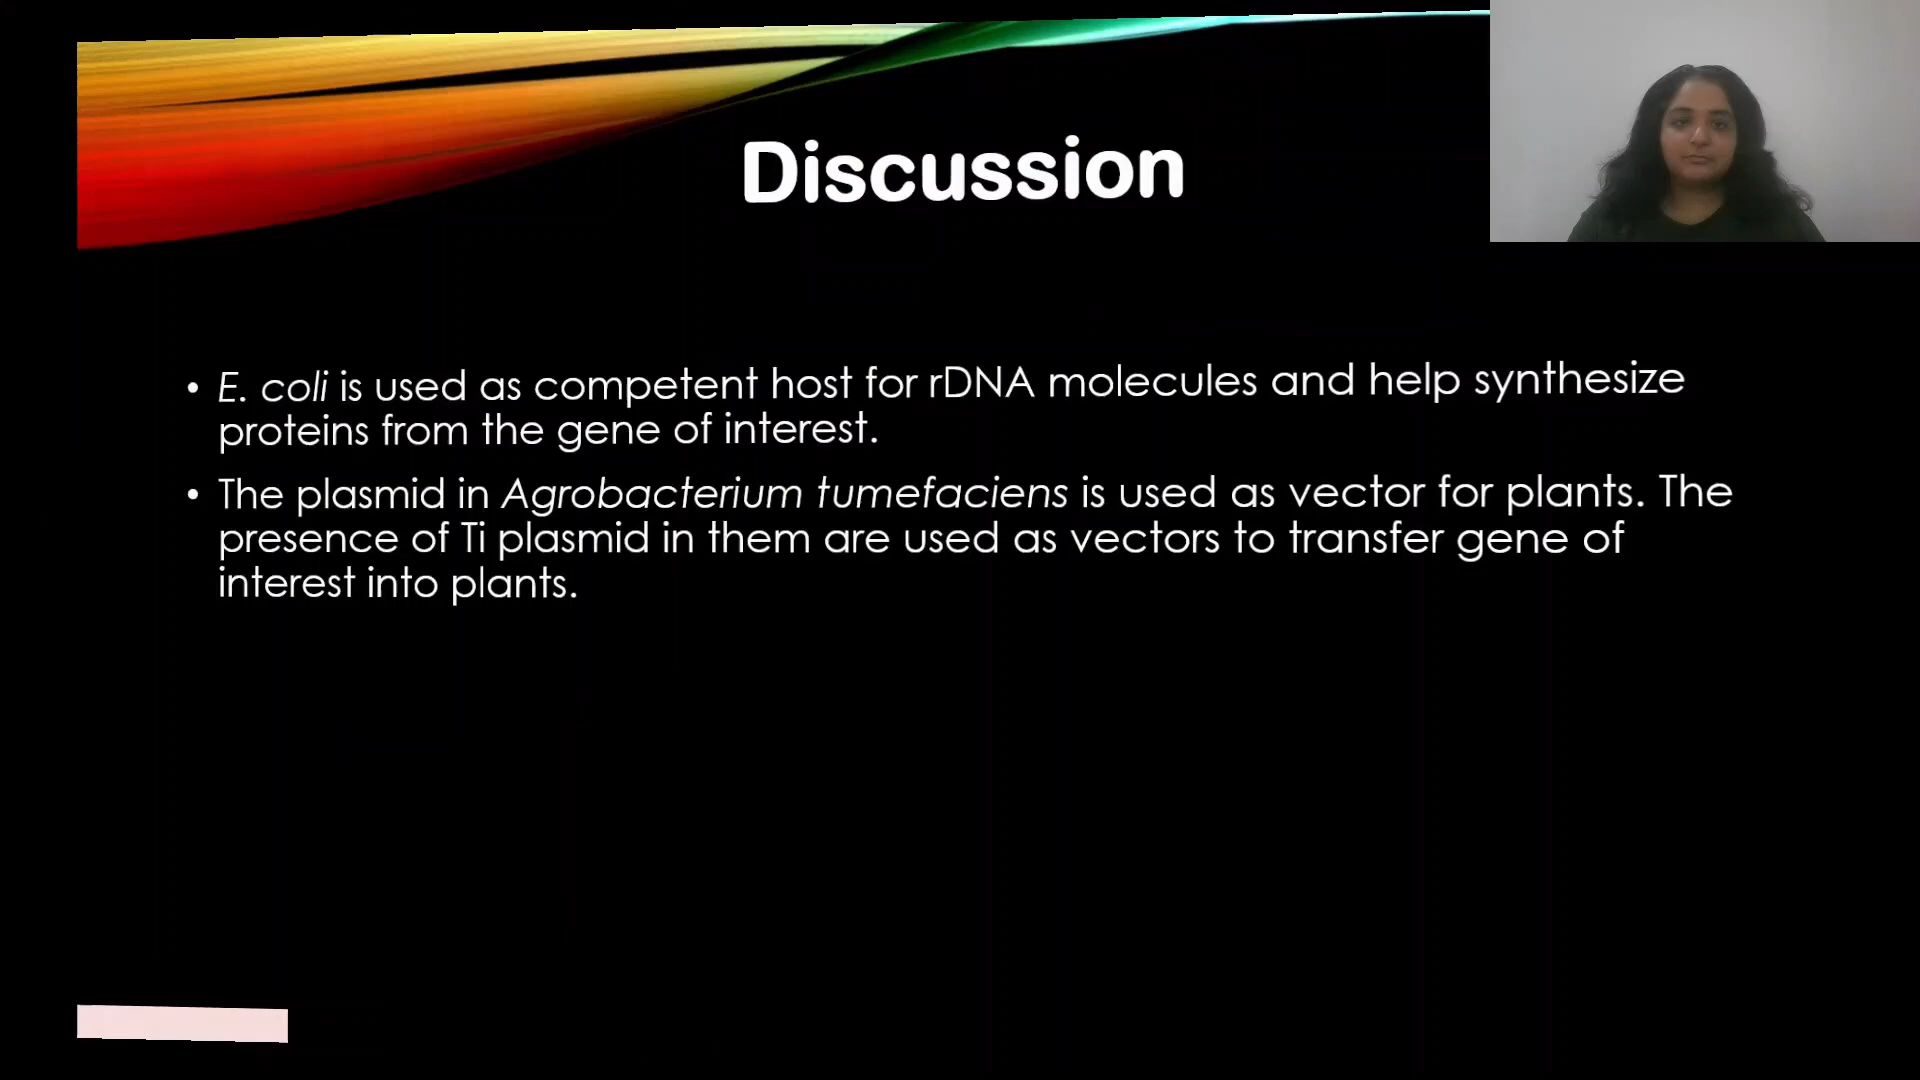 Discussion
• E. coli is used as competent host for rDNA molecules and help synthesize
proteins from the gene of interest.
• The plasmid in Agrobacterium tumefaciens is used as vector for plants. The
presence of Ti plasmid in them are used as vectors to transfer gene of
interest into plants.